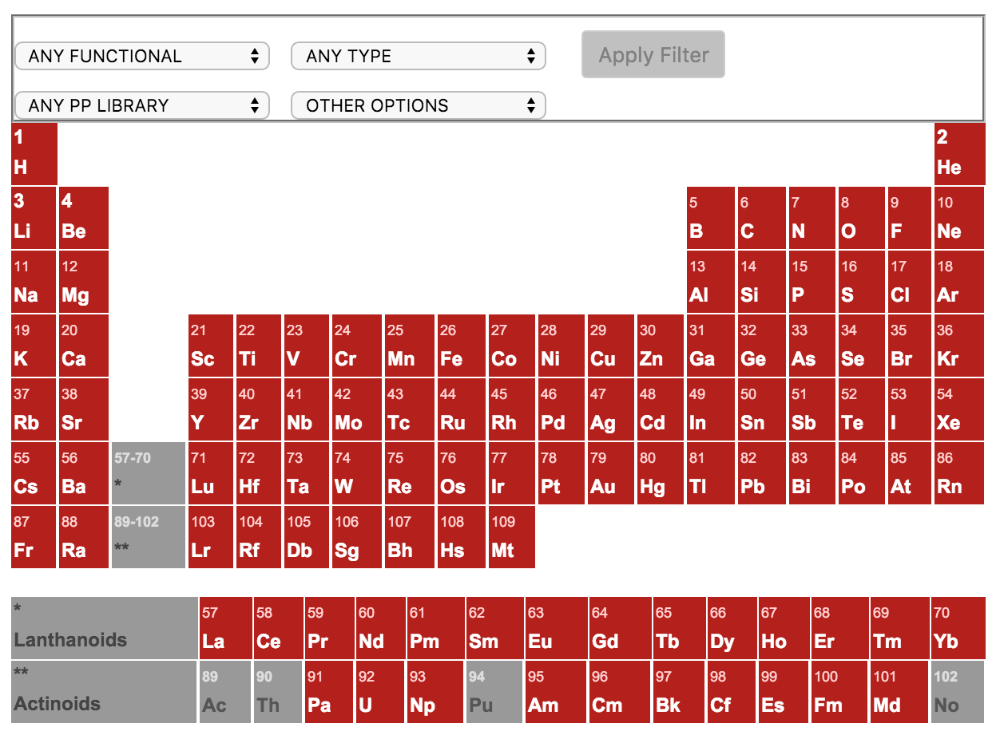 ANY FUNCTIONAL ANY TYPE Apply Filter
ANY PP LIBRARY OTHER OPTIONS
1 2
H He
3 4 5 6 7 8 9 10
Li Be B C N O F Ne
11 12 13 14 15 16 17 18
Na Mg Al Si P S Cl Ar
19 20 21 22 23 24 25 26 27 28 29 30 31 32 33 34 35 36
K Ca Sc Ti V Cr Mn Fe Co Ni Cu Zn Ga Ge As Se Br Kr
37 38 39 40 41 42 43 44 45 46 47 48 49 50 51 52 53 54
Rb Sr Y Zr Nb Mo Tc Ru Rh Pd Ag Cd In Sn Sb Te I Xe
55 56 57-70 71 72 73 74 75 76 77 78 79 80 81 82 83 84 85 86
Cs Ba * Lu Hf Ta W Re Os Ir Pt Au Hg Tl Pb Bi Po At Rn
87 88 89-102 103 104 105 106 107 108 109
Fr Ra ** Lr Rf Db Sg Bh Hs Mt
* 57 58 59 60 61 62 63 64 65 66 67 68 69 70
Lanthanoids La Ce Pr Nd Pm Sm Eu Gd Tb Dy Ho Er Tm Yb
** 89 90 91 92 93 94 95 96 97 98 99 100 101 102
Actinoids Ac Th Pa U Np Pu Am Cm Bk Cf Es Fm Md No